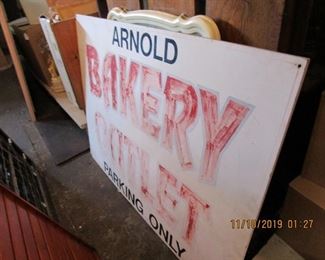 ARNOLD
BAKERY
OUTLET
PARKING ONLY
11/10/2019 01:27